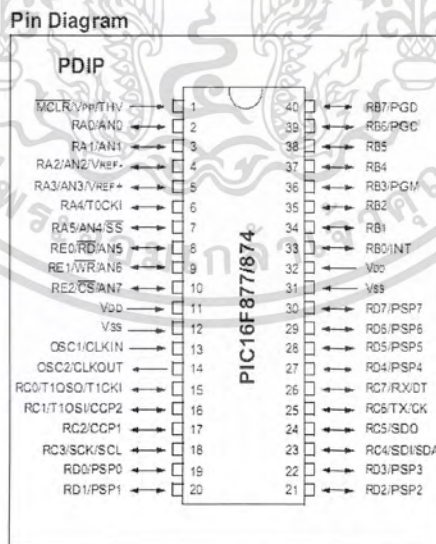 Pin Diagram
PDIP
MCLR/VPP/THV 1
RA0/AN0 2
RA1/AN1 3
RA2/AN2/VREF- 4
RA3/AN3/VREF+ 5
RA4/T0CKI 6
RA5/AN4/SS 7
RE0/RD/AN5 8
RE1/WR/AN6 9
RE2/CS/AN7 10
VDD 11
VSS 12
OSC1/CLKIN 13
OSC2/CLKOUT 14
RC0/T1OSO/T1CKI 15
RC1/T1OSI/CCP2 16
RC2/CCP1 17
RC3/SCK/SCL 18
RD0/PSP0 19
RD1/PSP1 20
PIC16F877/874
40 RB7/PGD
39 RB6/PGC
38 RB5
37 RB4
36 RB3/PGM
35 RB2
34 RB1
33 RB0/INT
32 VDD
31 VSS
30 RD7/PSP7
29 RD6/PSP6
28 RD5/PSP5
27 RD4/PSP4
26 RC7/RX/DT
25 RC6/TX/CK
24 RC5/SDO
23 RC4/SDI/SDA
22 RD3/PSP3
21 RD2/PSP2